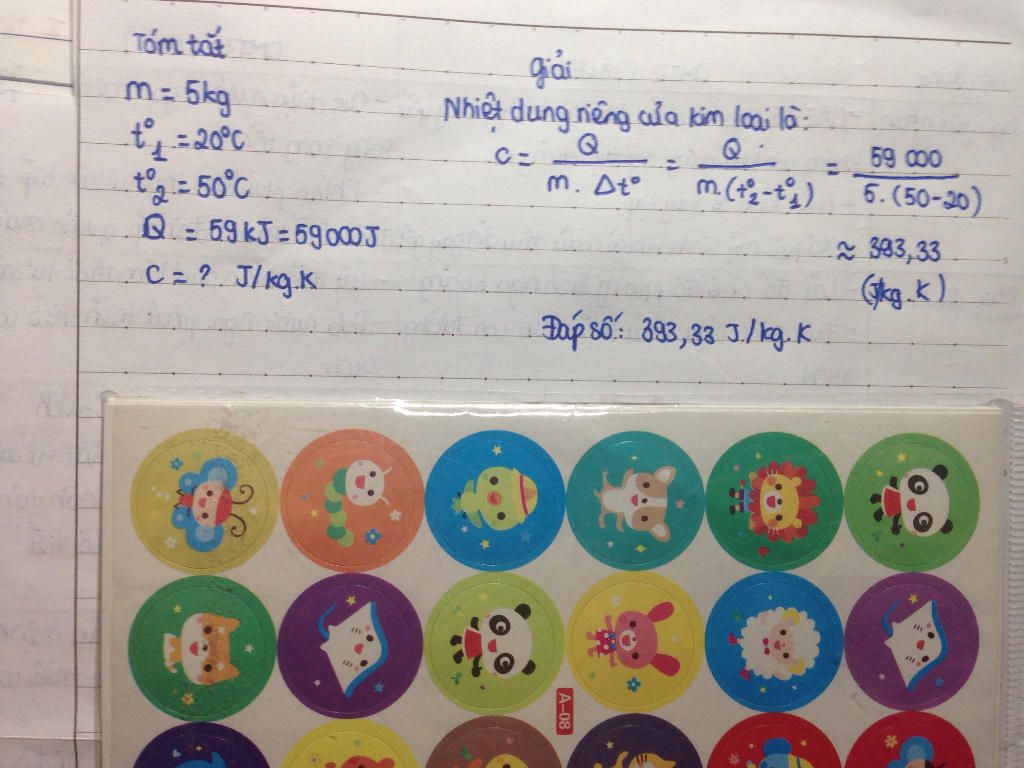 Tóm tắt
m = 5kg
t°1 = 20°C
t°2 = 50°C
Q = 59 kJ = 59000J
C = ? J/kg.K
giải
Nhiệt dung riêng của kim loại là:
c = Q / m. Δt° = Q / m.(t°2 - t°1) = 59 000 / 5.(50-20)
≈ 393,33
(J/kg.K)
Đáp số: 393,33 J/kg.K
A-08